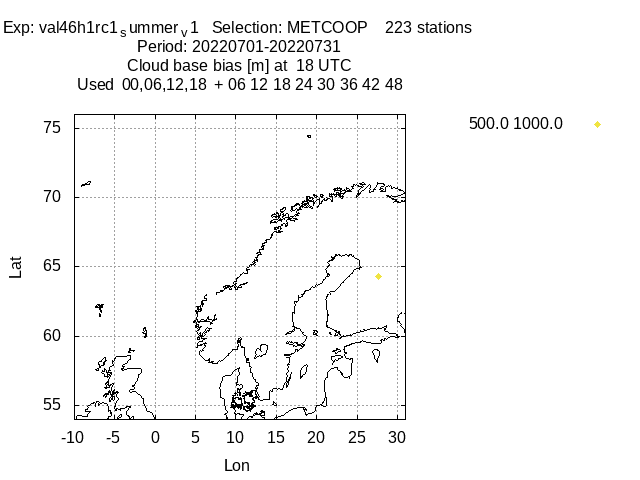 Exp: val46h1rc1summerv1 Selection: METCOOP 223 stations
Period: 20220701-20220731
Cloud base bias [m] at 18 UTC
Used 00,06,12,18 + 06 12 18 24 30 36 42 48
500.0 1000.0
75
70
65
60
55
Lat
-10 -5 0 5 10 15 20 25 30
Lon